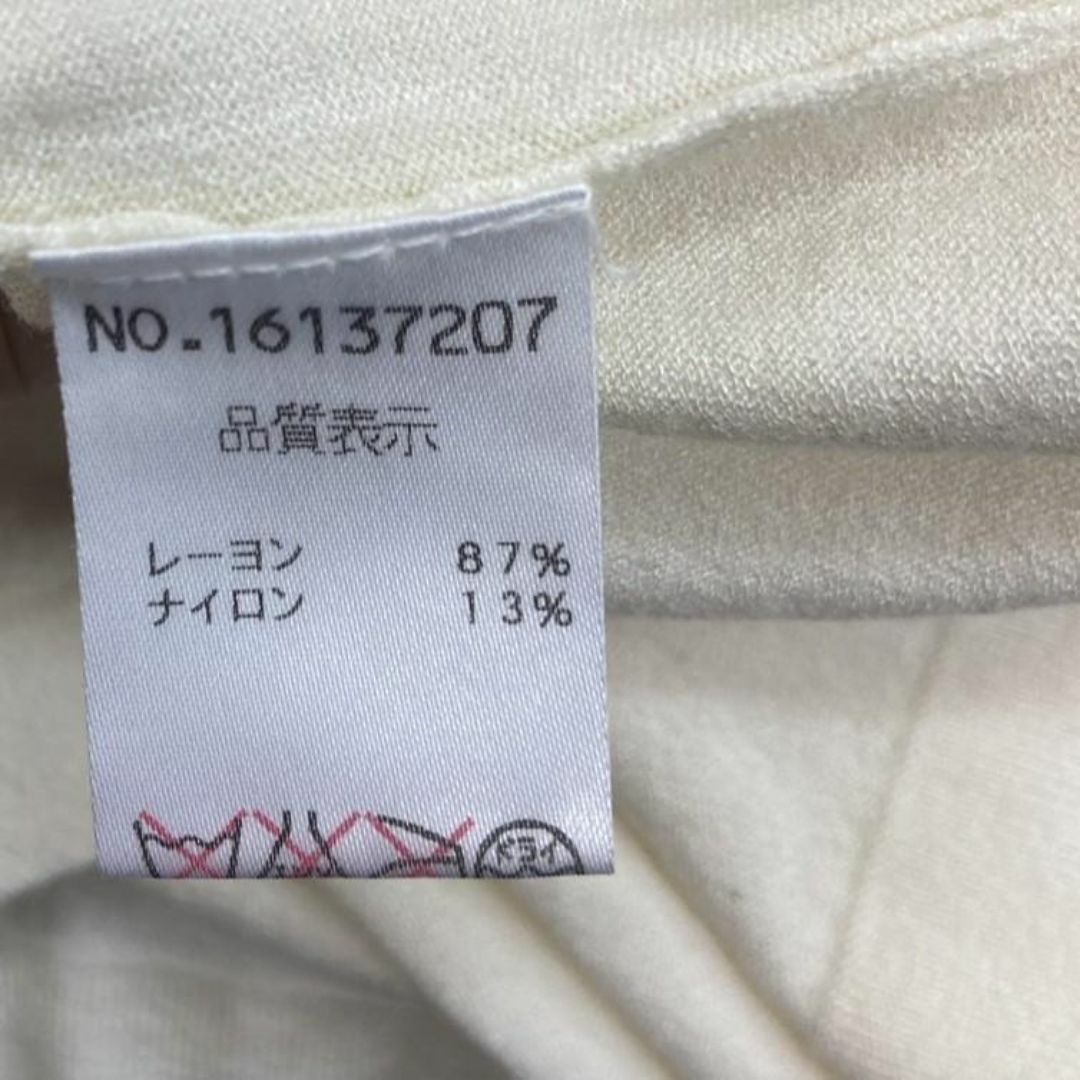 NO.16137207
品質表示
レーヨン 87%
ナイロン 13%
ドライ